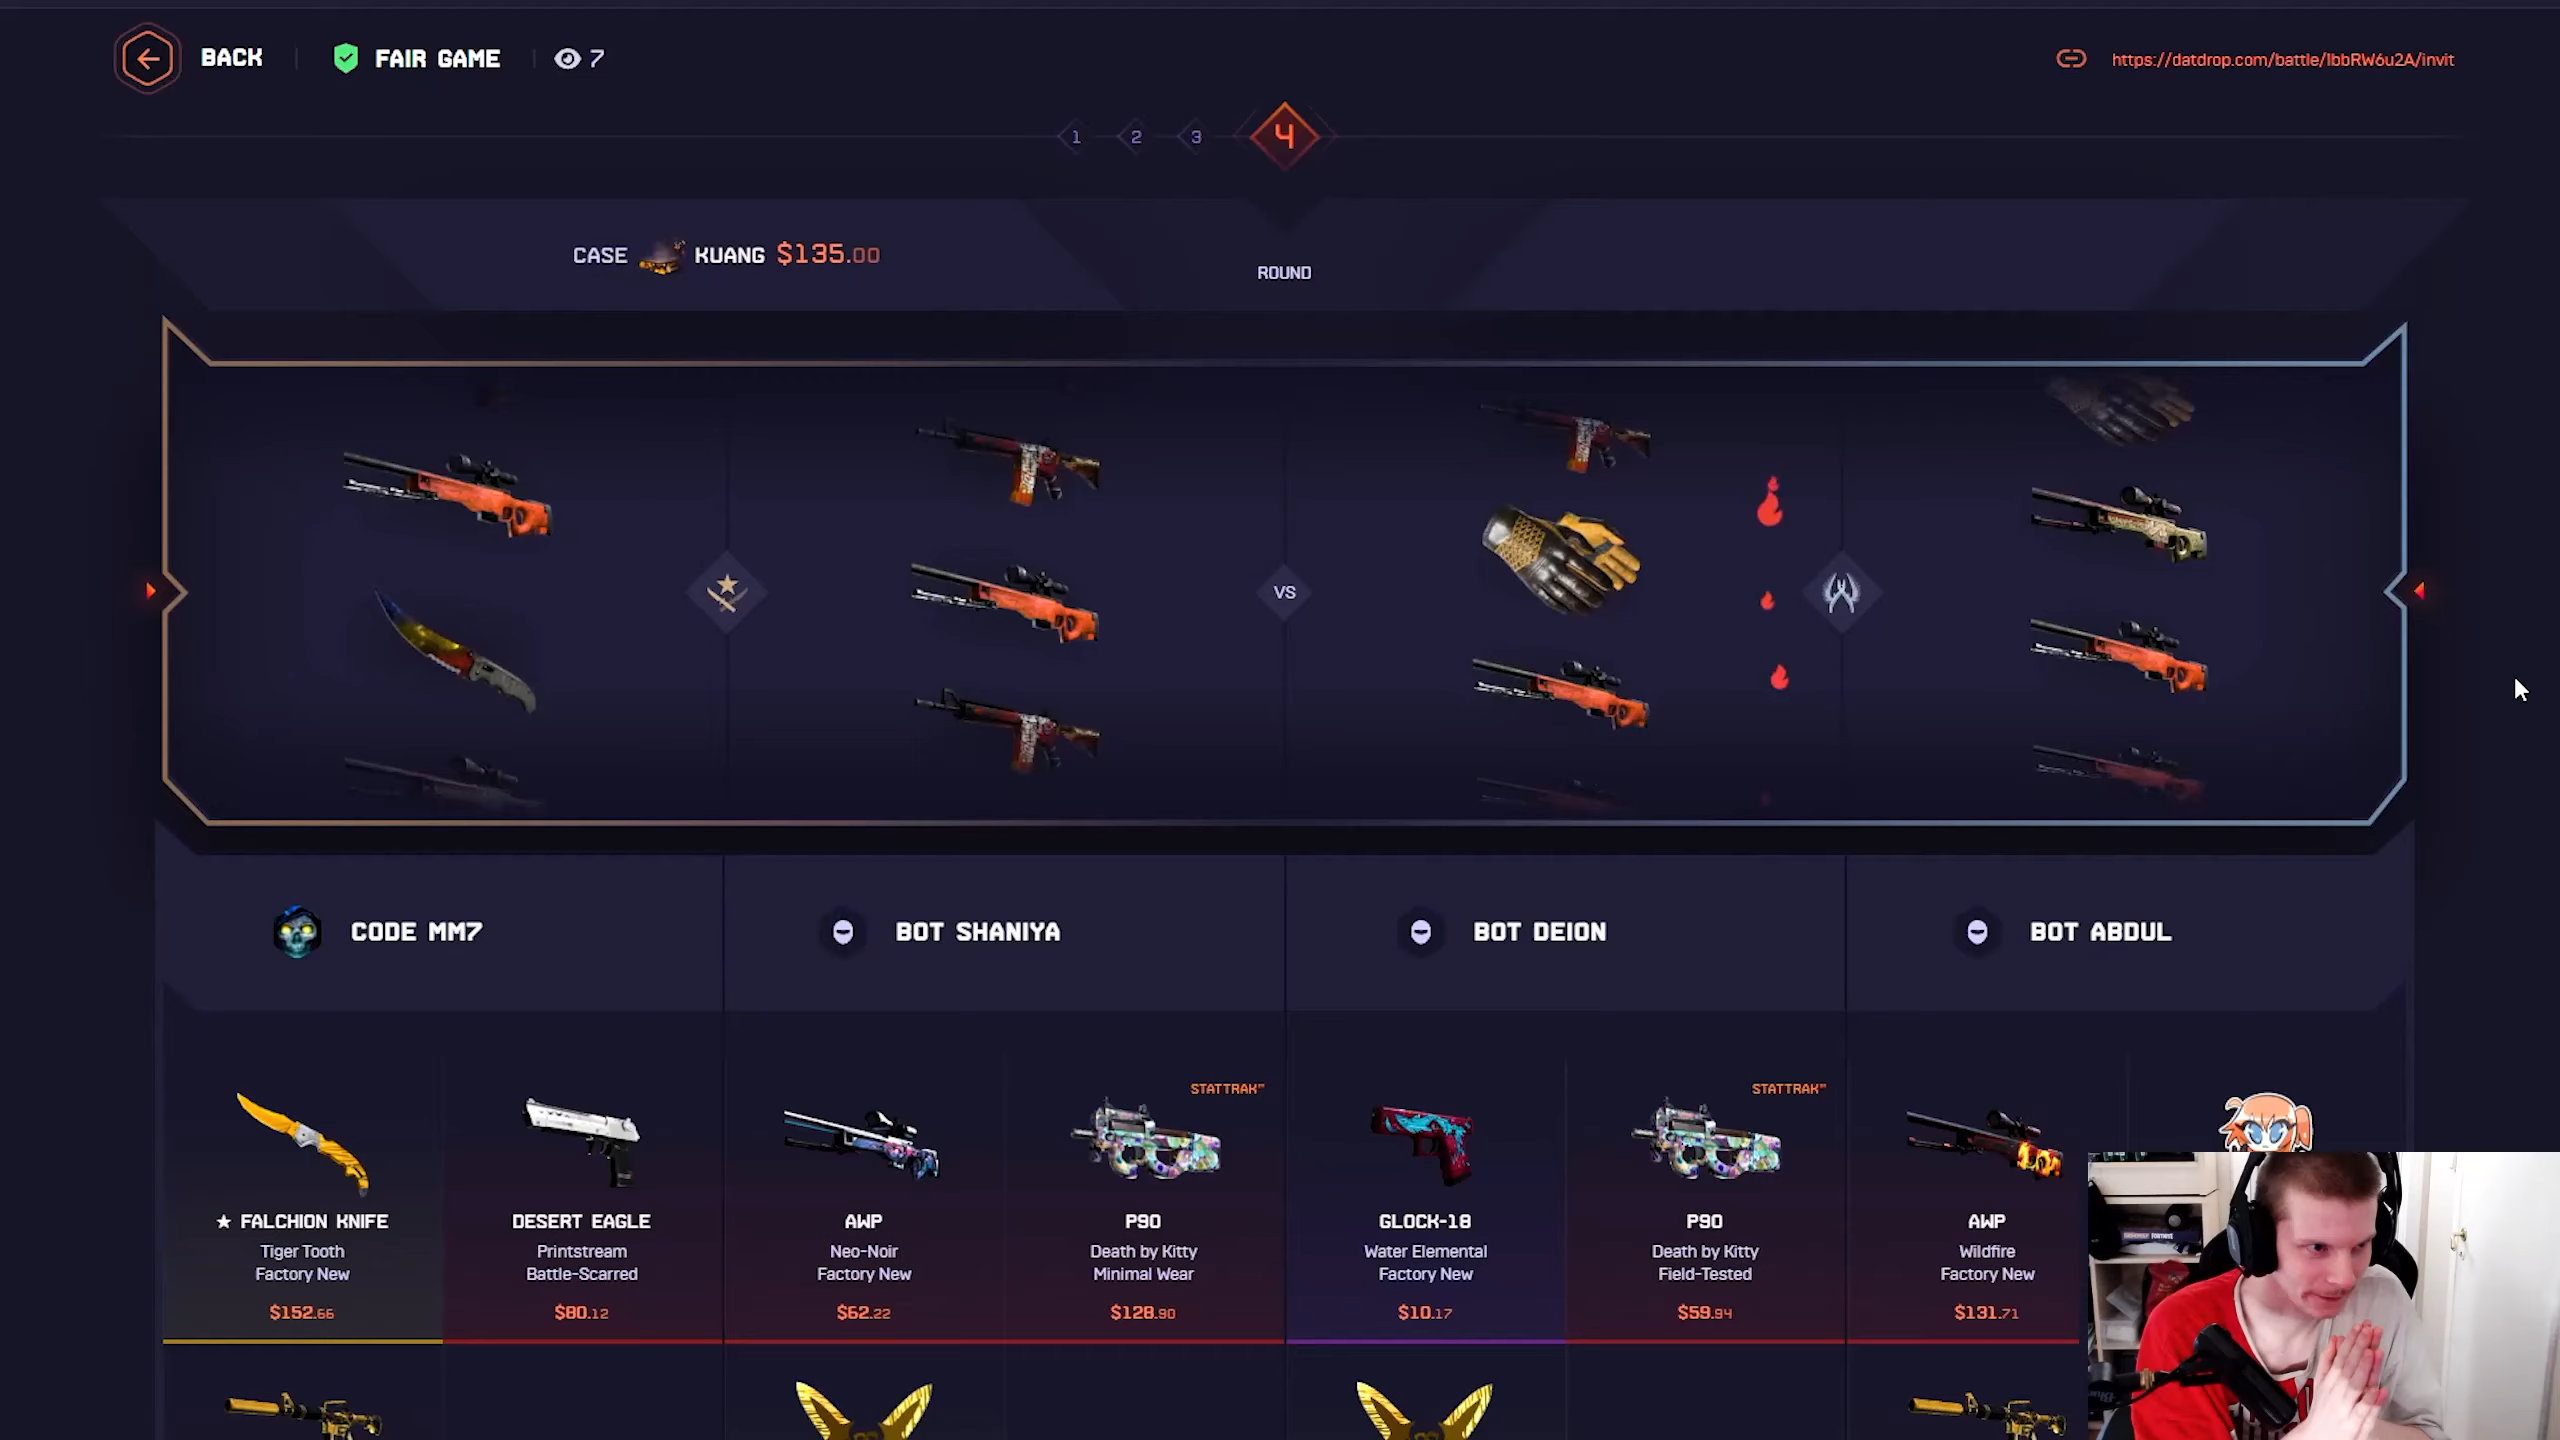 BACK
FAIR GAME
7
https://datdrop.com/battle/lbbRW6u2A/invit
1
2
3
4
CASE KUANG $135.00
ROUND
VS
CODE MM7
BOT SHANIYA
BOT DEION
BOT ABDUL
★ FALCHION KNIFE
Tiger Tooth
Factory New
$152.66
DESERT EAGLE
Printstream
Battle-Scarred
$80.12
AWP
Neo-Noir
Factory New
$62.22
STATTRAK™
P90
Death by Kitty
Minimal Wear
$128.90
GLOCK-18
Water Elemental
Factory New
$10.17
STATTRAK™
P90
Death by Kitty
Field-Tested
$59.94
AWP
Wildfire
Factory New
$131.71